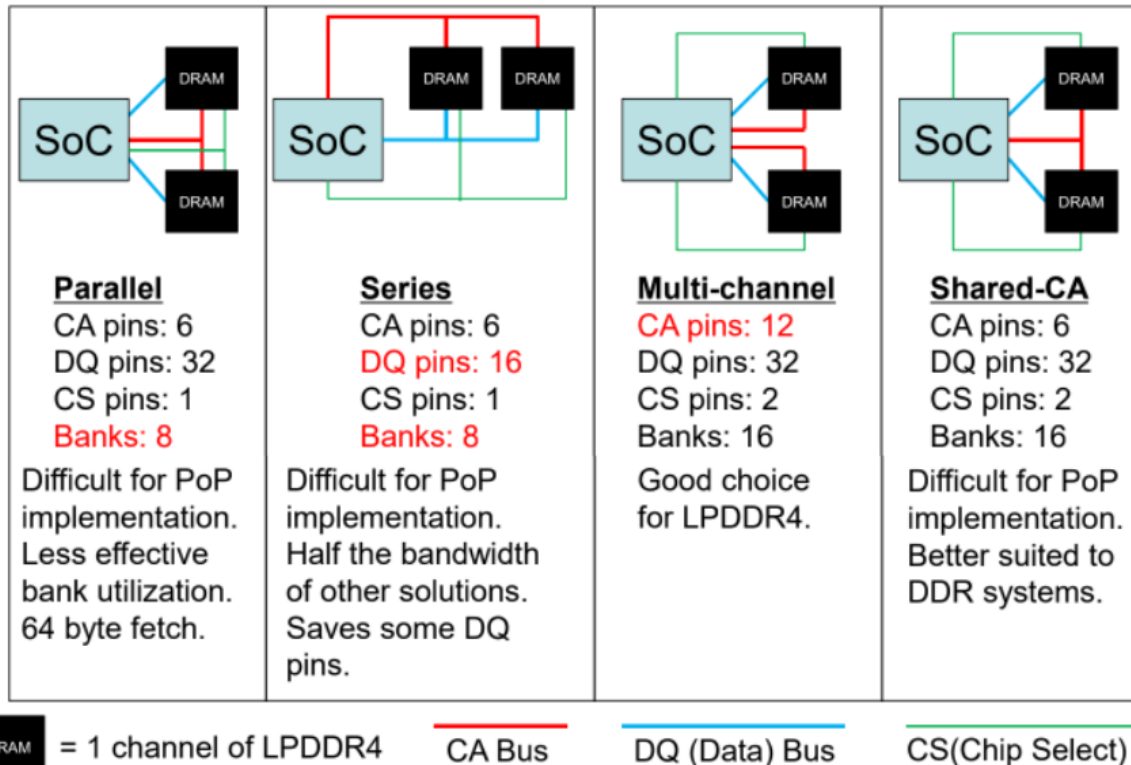 DRAM
SoC
DRAM
Parallel
CA pins: 6
DQ pins: 32
CS pins: 1
Banks: 8
Difficult for PoP
implementation.
Less effective
bank utilization.
64 byte fetch.
DRAM
DRAM
SoC
Series
CA pins: 6
DQ pins: 16
CS pins: 1
Banks: 8
Difficult for PoP
implementation.
Half the bandwidth
of other solutions.
Saves some DQ
pins.
DRAM
SoC
DRAM
Multi-channel
CA pins: 12
DQ pins: 32
CS pins: 2
Banks: 16
Good choice
for LPDDR4.
DRAM
SoC
DRAM
Shared-CA
CA pins: 6
DQ pins: 32
CS pins: 2
Banks: 16
Difficult for PoP
implementation.
Better suited to
DDR systems.
RAM = 1 channel of LPDDR4
CA Bus
DQ (Data) Bus
CS(Chip Select)